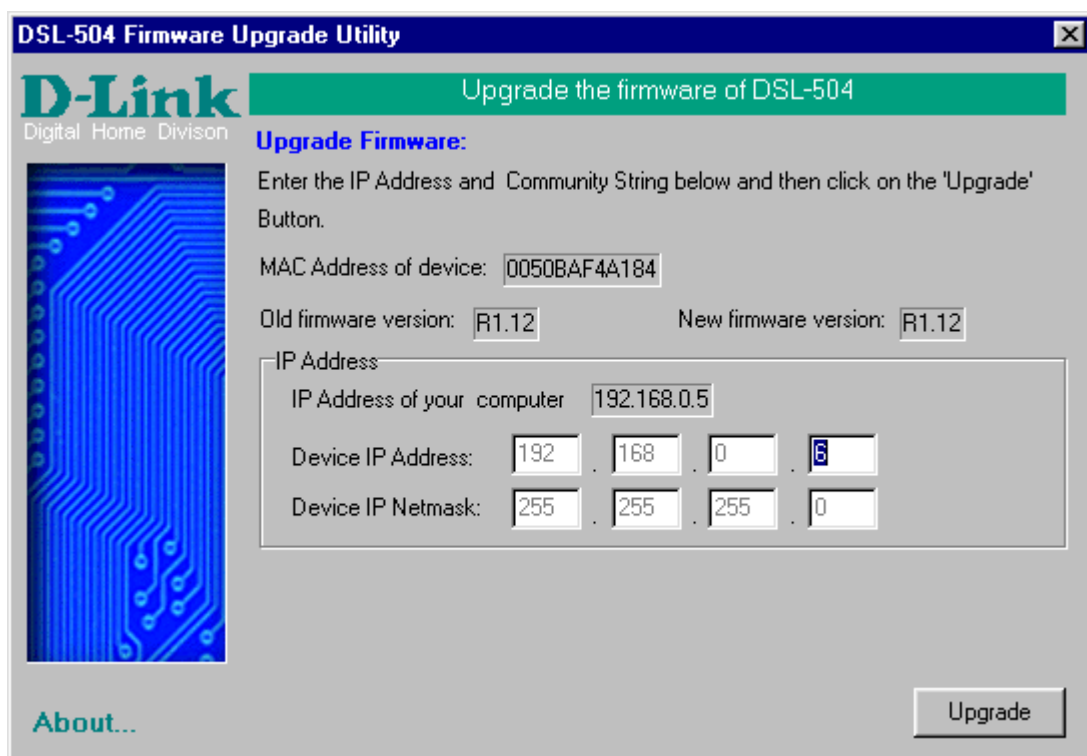 DSL-504 Firmware Upgrade Utility
D-Link
Digital Home Divison
Upgrade the firmware of DSL-504
Upgrade Firmware:
Enter the IP Address and Community String below and then click on the 'Upgrade'
Button.
MAC Address of device: 0050BAF4A184
Old firmware version: R1.12 New firmware version: R1.12
IP Address
IP Address of your computer 192.168.0.5
Device IP Address: 192 . 168 . 0 . 6
Device IP Netmask: 255 . 255 . 255 . 0
About...
Upgrade